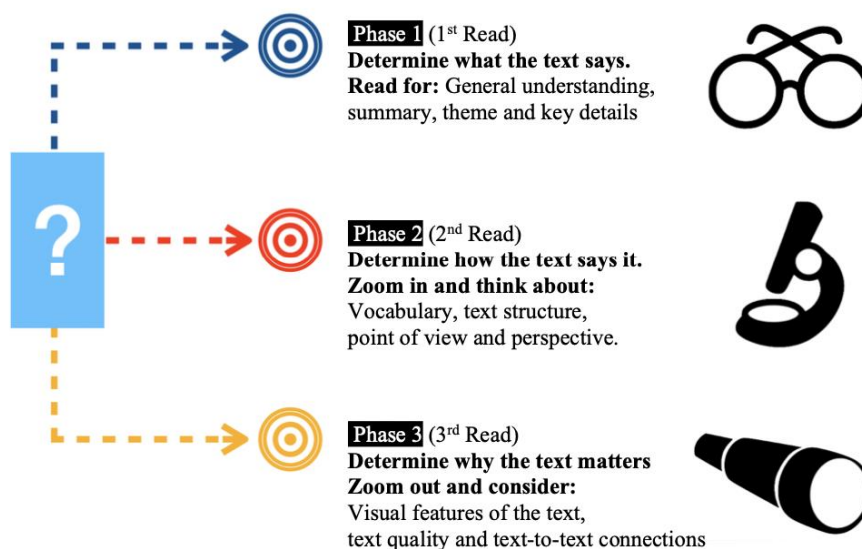 Phase 1 (1st Read)
Determine what the text says.
Read for: General understanding,
summary, theme and key details
?
Phase 2 (2nd Read)
Determine how the text says it.
Zoom in and think about:
Vocabulary, text structure,
point of view and perspective.
Phase 3 (3rd Read)
Determine why the text matters
Zoom out and consider:
Visual features of the text,
text quality and text-to-text connections